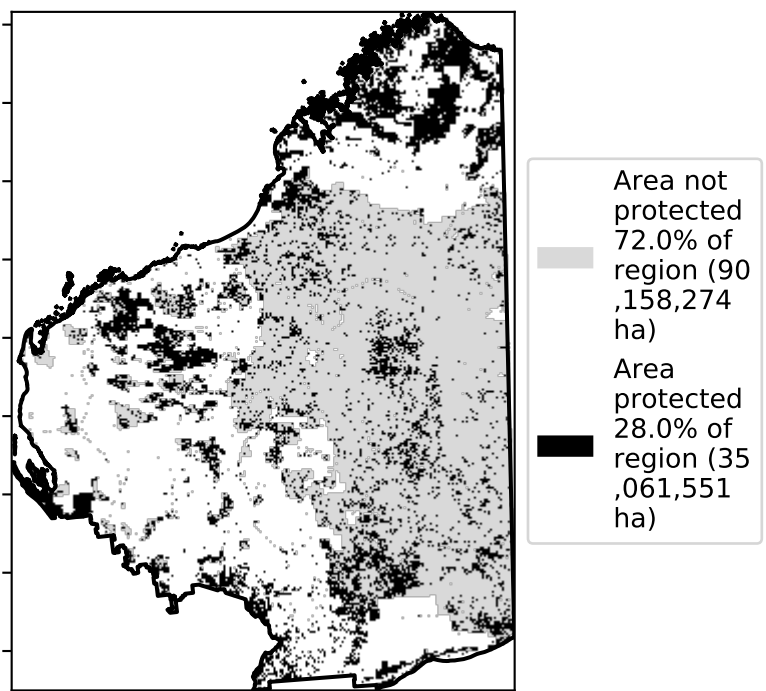 Area not
protected
72.0% of
region (90
,158,274
ha)
Area
protected
28.0% of
region (35
,061,551
ha)